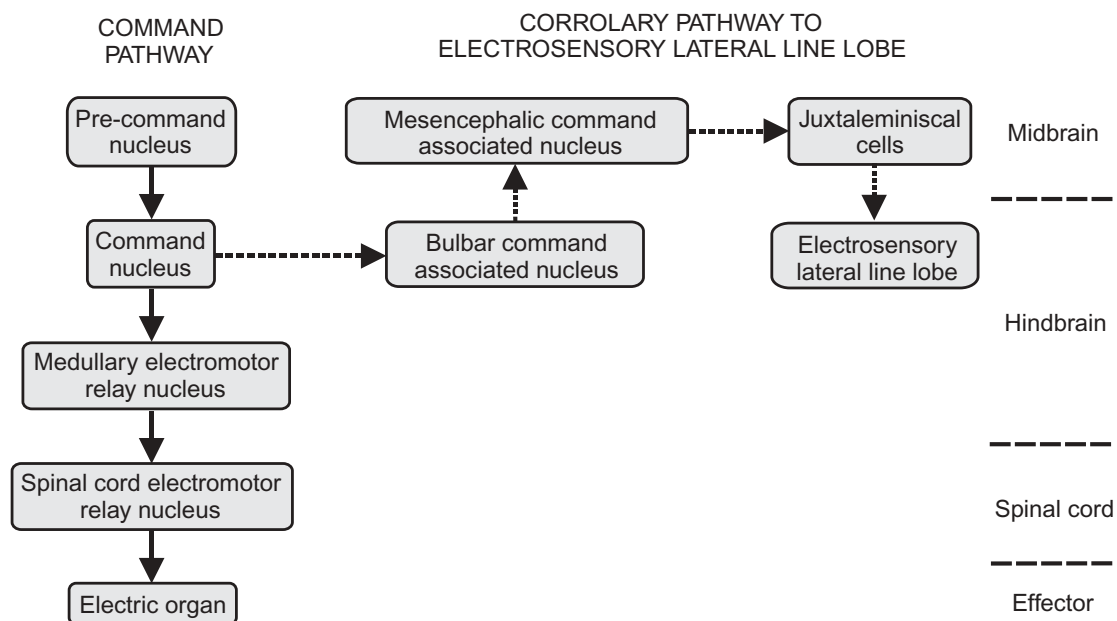 COMMAND
PATHWAY
CORROLARY PATHWAY TO
ELECTROSENSORY LATERAL LINE LOBE
Pre-command
nucleus
Mesencephalic command
associated nucleus
Juxtaleminiscal
cells
Midbrain
Command
nucleus
Bulbar command
associated nucleus
Electrosensory
lateral line lobe
Hindbrain
Medullary electromotor
relay nucleus
Spinal cord electromotor
relay nucleus
Spinal cord
Electric organ
Effector